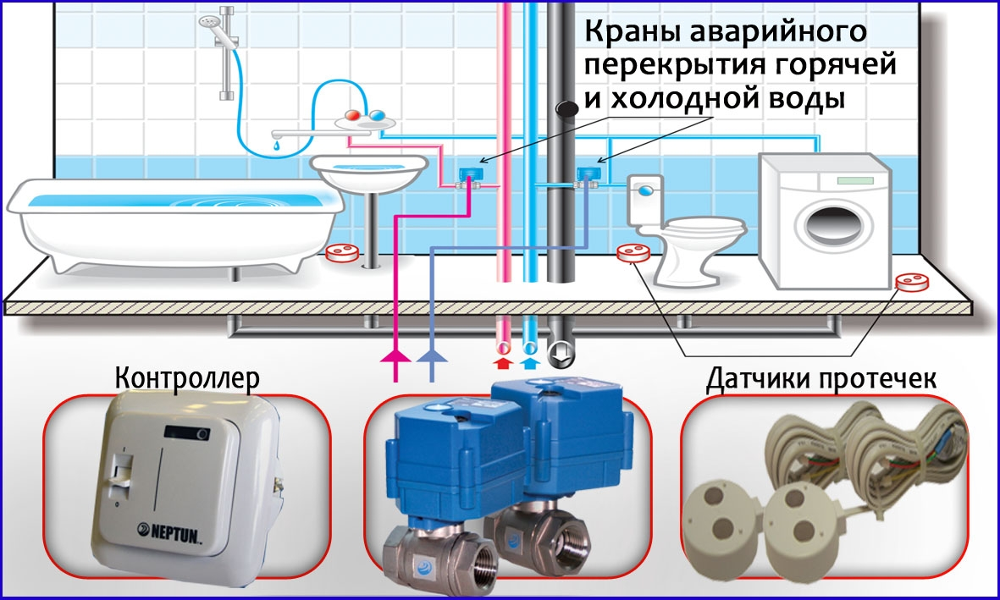 Краны аварийного
перекрытия горячей
и холодной воды
Контроллер
Датчики протечек
NEPTUN